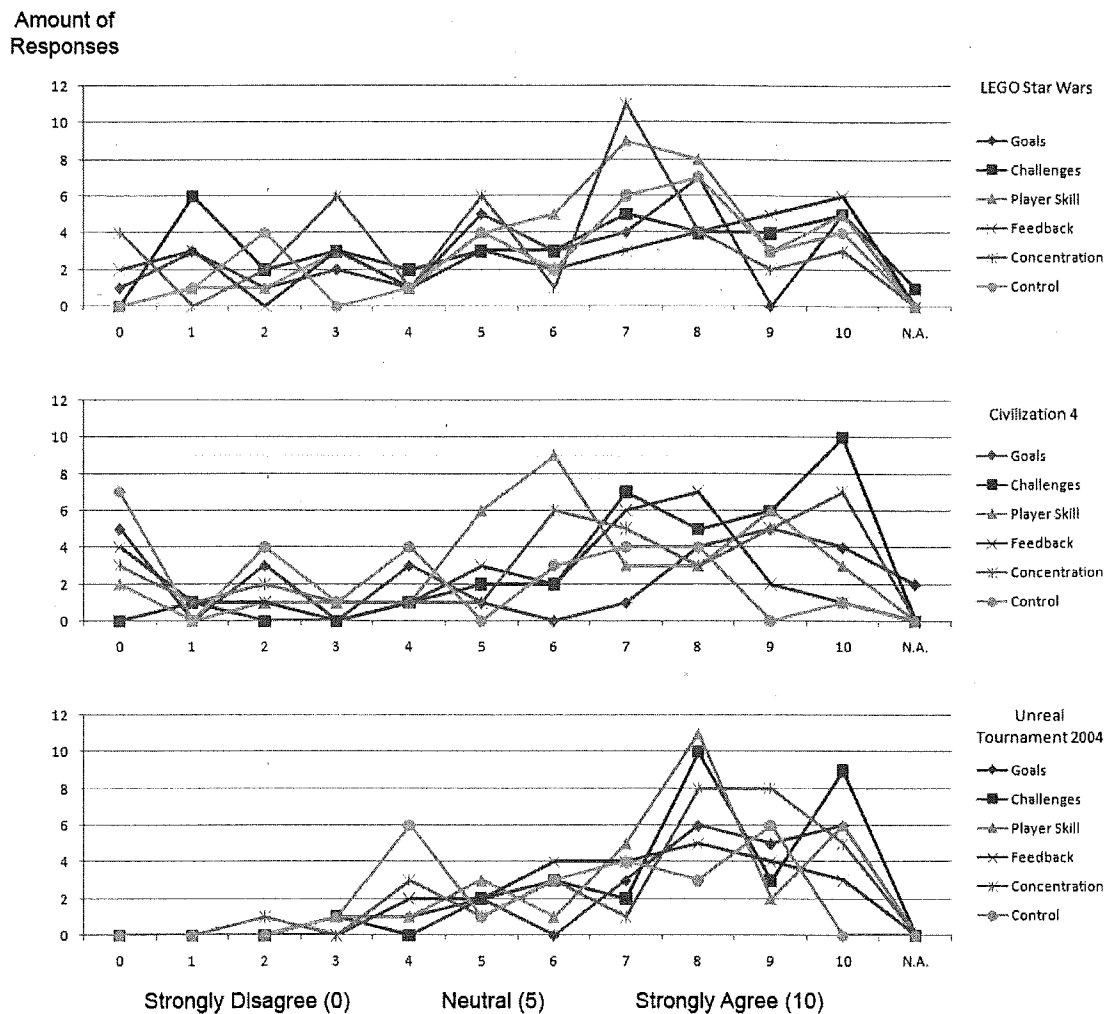 Amount of
Responses
12
10
8
6
4
2
0
0 1 2 3 4 5 6 7 8 9 10 N.A.
LEGO Star Wars
Goals
Challenges
Player Skill
Feedback
Concentration
Control
12
10
8
6
4
2
0
0 1 2 3 4 5 6 7 8 9 10 N.A.
Civilization 4
Goals
Challenges
Player Skill
Feedback
Concentration
Control
12
10
8
6
4
2
0
0 1 2 3 4 5 6 7 8 9 10 N.A.
Unreal
Tournament 2004
Goals
Challenges
Player Skill
Feedback
Concentration
Control
Strongly Disagree (0) Neutral (5) Strongly Agree (10)